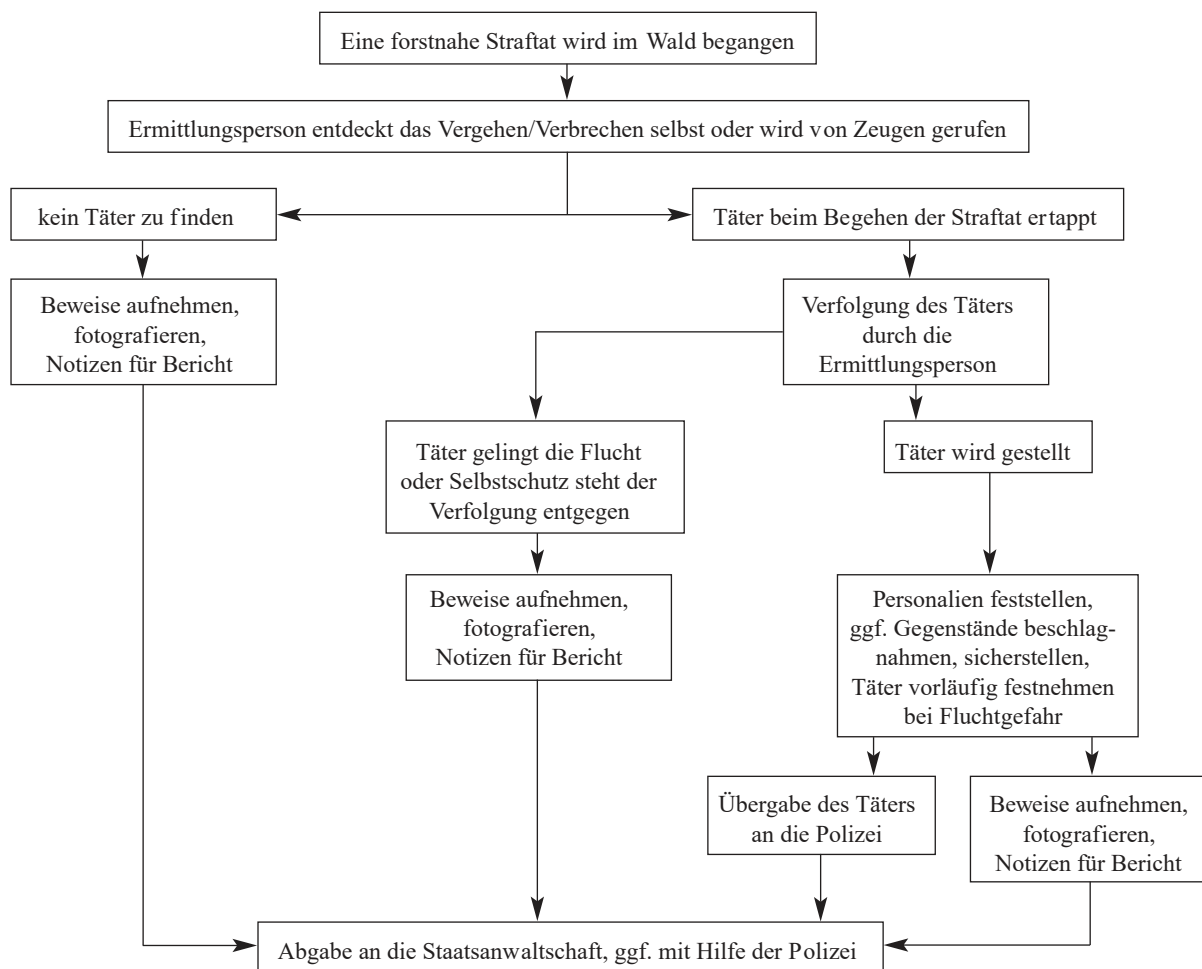 Eine forstnahe Straftat wird im Wald begangen
Ermittlungsperson entdeckt das Vergehen/Verbrechen selbst oder wird von Zeugen gerufen
kein Täter zu finden
Täter beim Begehen der Straftat ertappt
Beweise aufnehmen,
fotografieren,
Notizen für Bericht
Verfolgung des Täters
durch die
Ermittlungsperson
Täter gelingt die Flucht
oder Selbstschutz steht der
Verfolgung entgegen
Täter wird gestellt
Beweise aufnehmen,
fotografieren,
Notizen für Bericht
Personalien feststellen,
ggf. Gegenstände beschlag-
nahmen, sicherstellen,
Täter vorläufig festnehmen
bei Fluchtgefahr
Übergabe des Täters
an die Polizei
Beweise aufnehmen,
fotografieren,
Notizen für Bericht
Abgabe an die Staatsanwaltschaft, ggf. mit Hilfe der Polizei